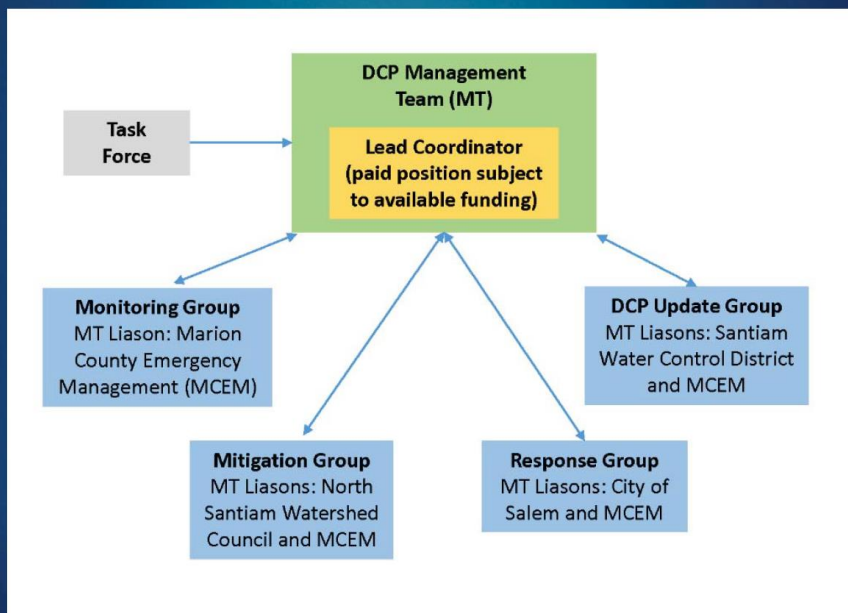 DCP Management
Team (MT)
Task
Force
Lead Coordinator
(paid position subject
to available funding)
Monitoring Group
MT Liason: Marion
County Emergency
Management (MCEM)
DCP Update Group
MT Liasons: Santiam
Water Control District
and MCEM
Mitigation Group
MT Liasons: North
Santiam Watershed
Council and MCEM
Response Group
MT Liasons: City of
Salem and MCEM